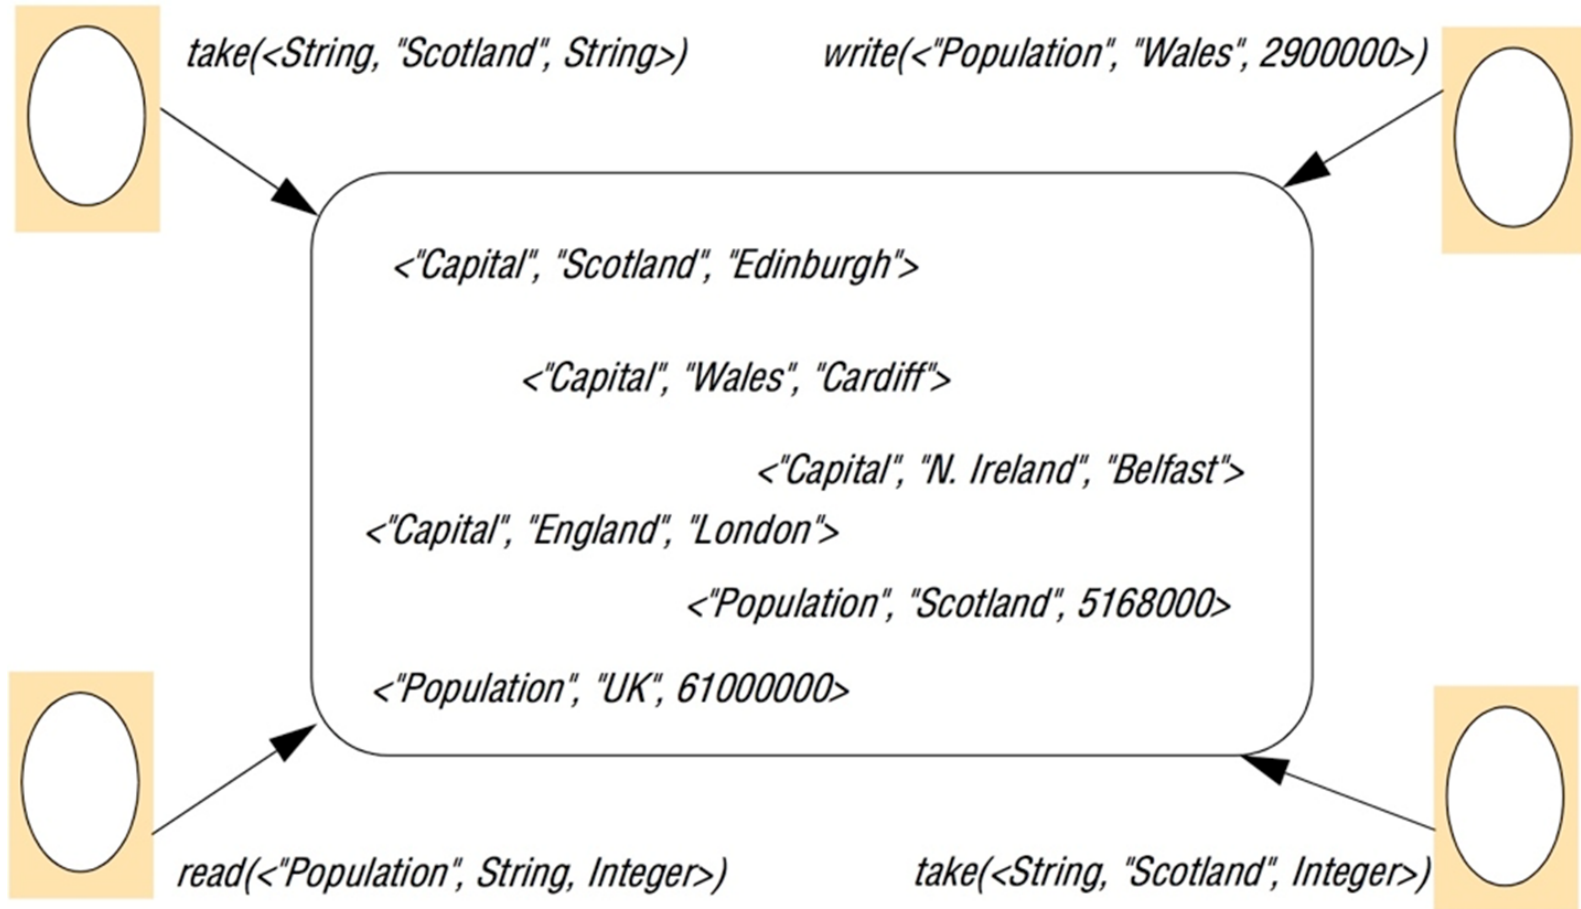 take(<String, "Scotland", String>)
write(<"Population", "Wales", 2900000>)
<"Capital", "Scotland", "Edinburgh">
<"Capital", "Wales", "Cardiff">
<"Capital", "N. Ireland", "Belfast">
<"Capital", "England", "London">
<"Population", "Scotland", 5168000>
<"Population", "UK", 61000000>
read(<"Population", String, Integer>)
take(<String, "Scotland", Integer>)